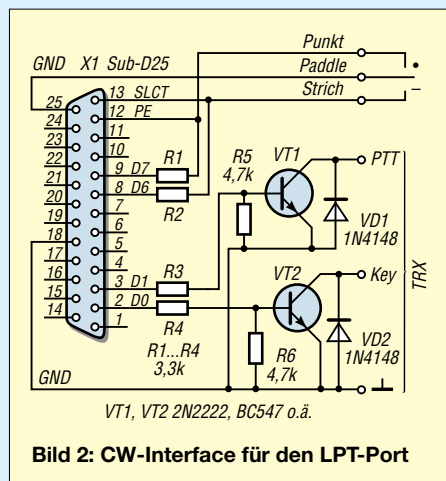 GND X1 Sub-D25
Punkt
Paddle
Strich
•
–
13 SLCT
12 PE
11
10
9 D7
8 D6
7
6
5
4
3 D1
2 D0
1
25
24
23
22
21
20
19
18
17
16
15
14
R1
R2
R3
R4
R1...R4
3,3k
R5
4,7k
VT1
PTT
VD1
1N4148
VT2
Key
TRX
VD2
1N4148
R6
4,7k
GND
VT1, VT2 2N2222, BC547 o.ä.
Bild 2: CW-Interface für den LPT-Port